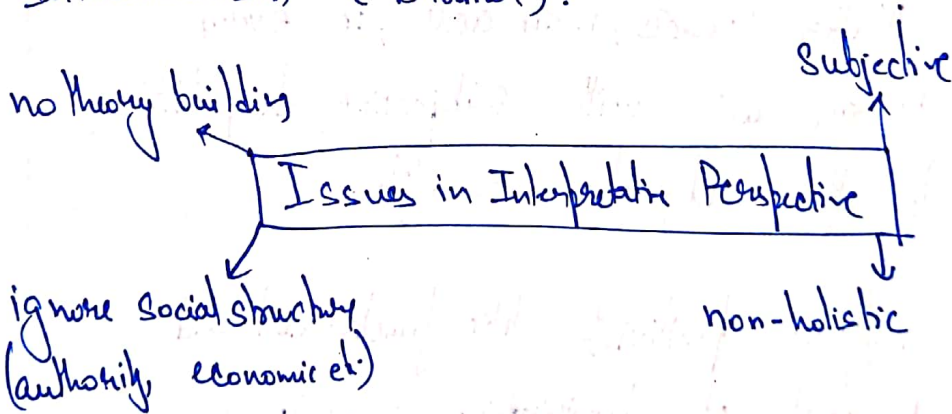 subjective
no theory building
Issues in Interpretative Perspective
ignore social structure
(authority, economic etc.)
non-holistic